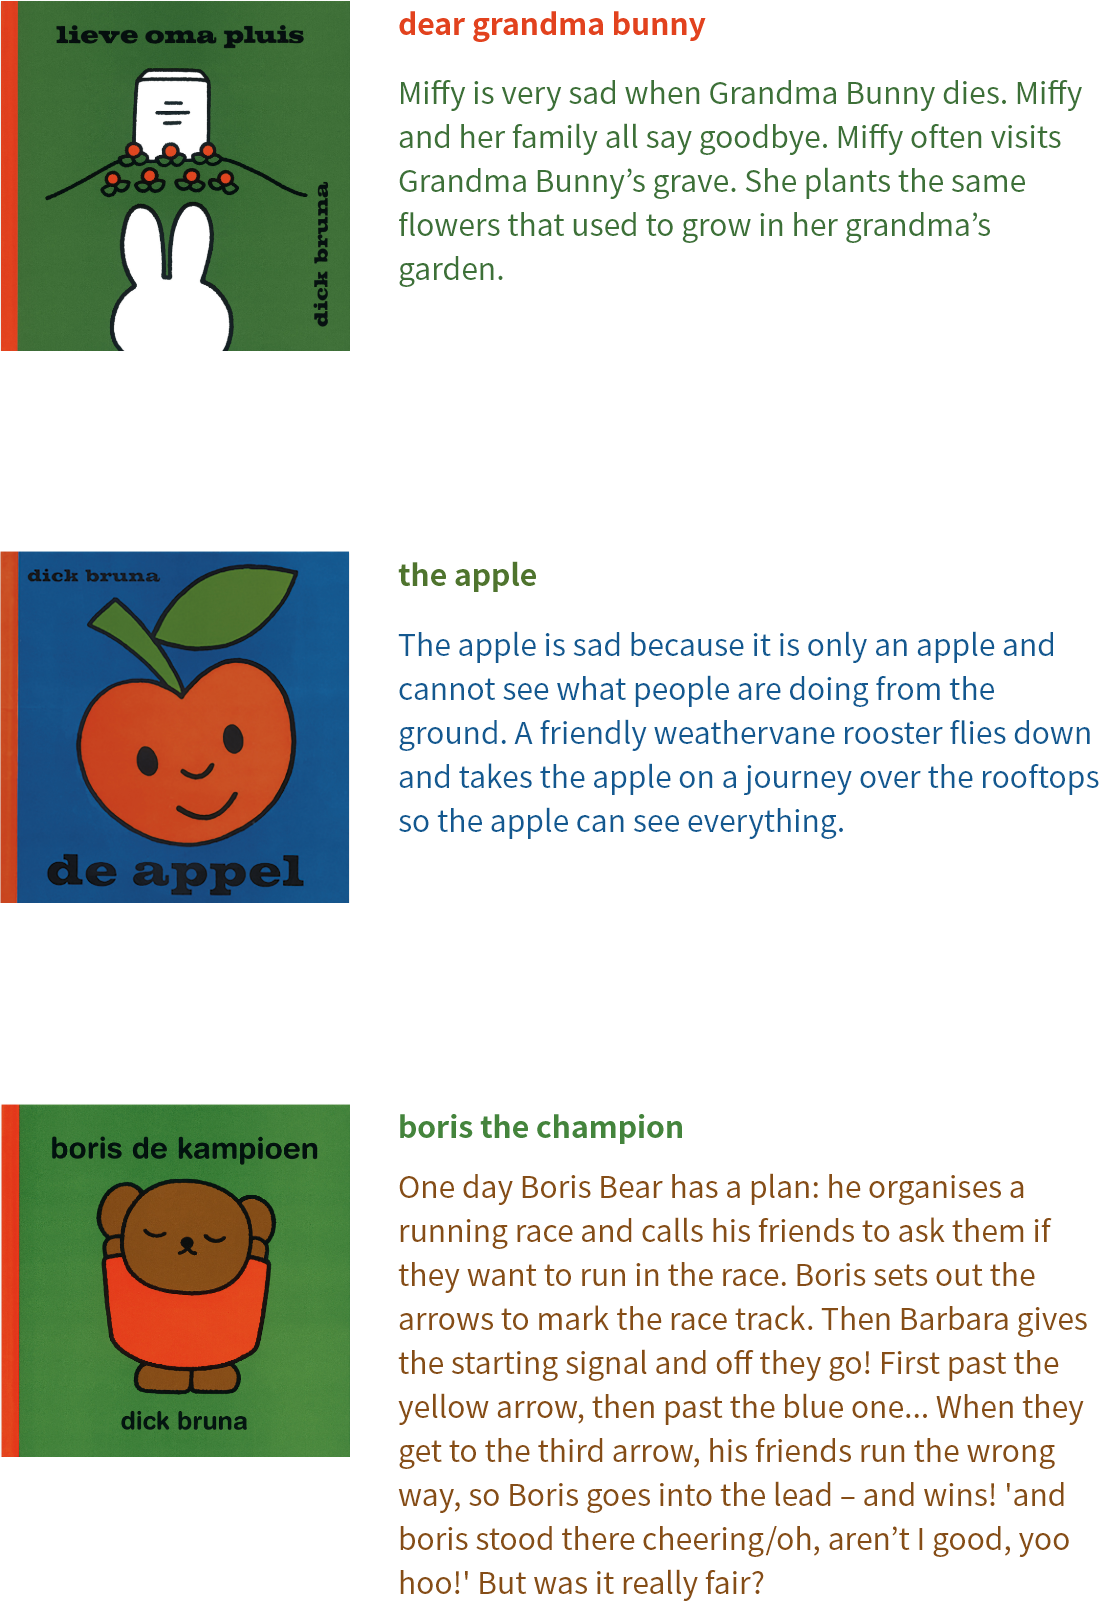 lieve oma pluis
dick bruna
dear grandma bunny
Miffy is very sad when Grandma Bunny dies. Miffy
and her family all say goodbye. Miffy often visits
Grandma Bunny’s grave. She plants the same
flowers that used to grow in her grandma’s
garden.
dick bruna
de appel
the apple
The apple is sad because it is only an apple and
cannot see what people are doing from the
ground. A friendly weathervane rooster flies down
and takes the apple on a journey over the rooftops
so the apple can see everything.
boris de kampioen
dick bruna
boris the champion
One day Boris Bear has a plan: he organises a
running race and calls his friends to ask them if
they want to run in the race. Boris sets out the
arrows to mark the race track. Then Barbara gives
the starting signal and off they go! First past the
yellow arrow, then past the blue one... When they
get to the third arrow, his friends run the wrong
way, so Boris goes into the lead – and wins! 'and
boris stood there cheering/oh, aren’t I good, yoo
hoo!' But was it really fair?